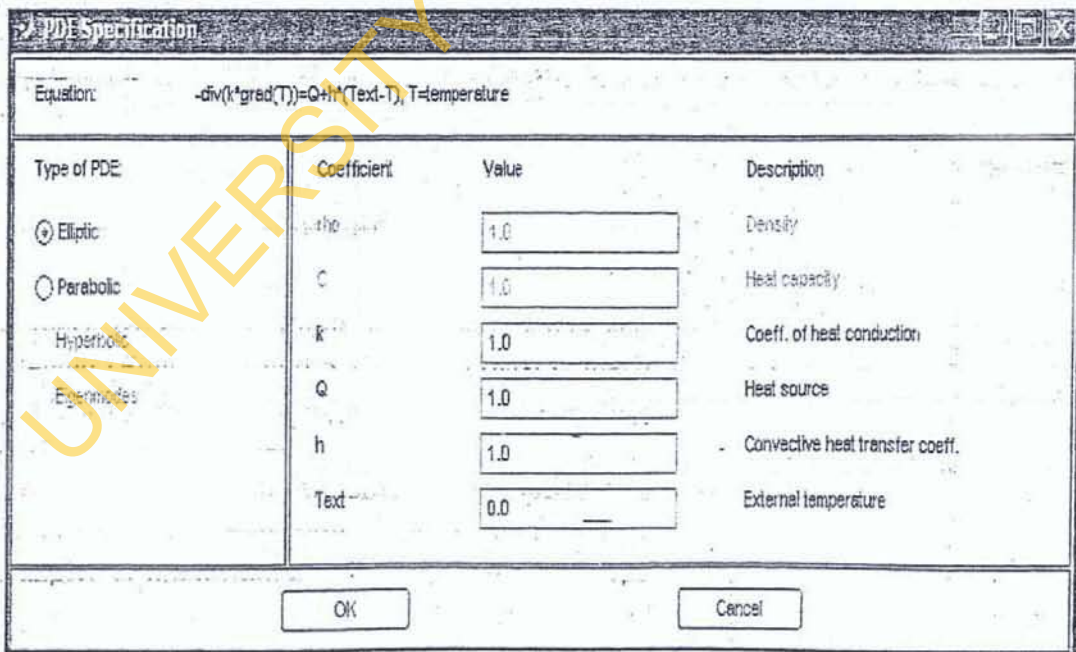 PDE Specification
Equation: -div(k*grad(T))=Q+h*(Text-T), T=temperature
Type of PDE: Coefficient Value Description
Elliptic rho 1.0 Density
Parabolic C 1.0 Heat capacity
Hyperbolic k 1.0 Coeff. of heat conduction
Eigenmodes Q 1.0 Heat source
h 1.0 Convective heat transfer coeff.
Text 0.0 External temperature
OK Cancel
UNIVERSITY